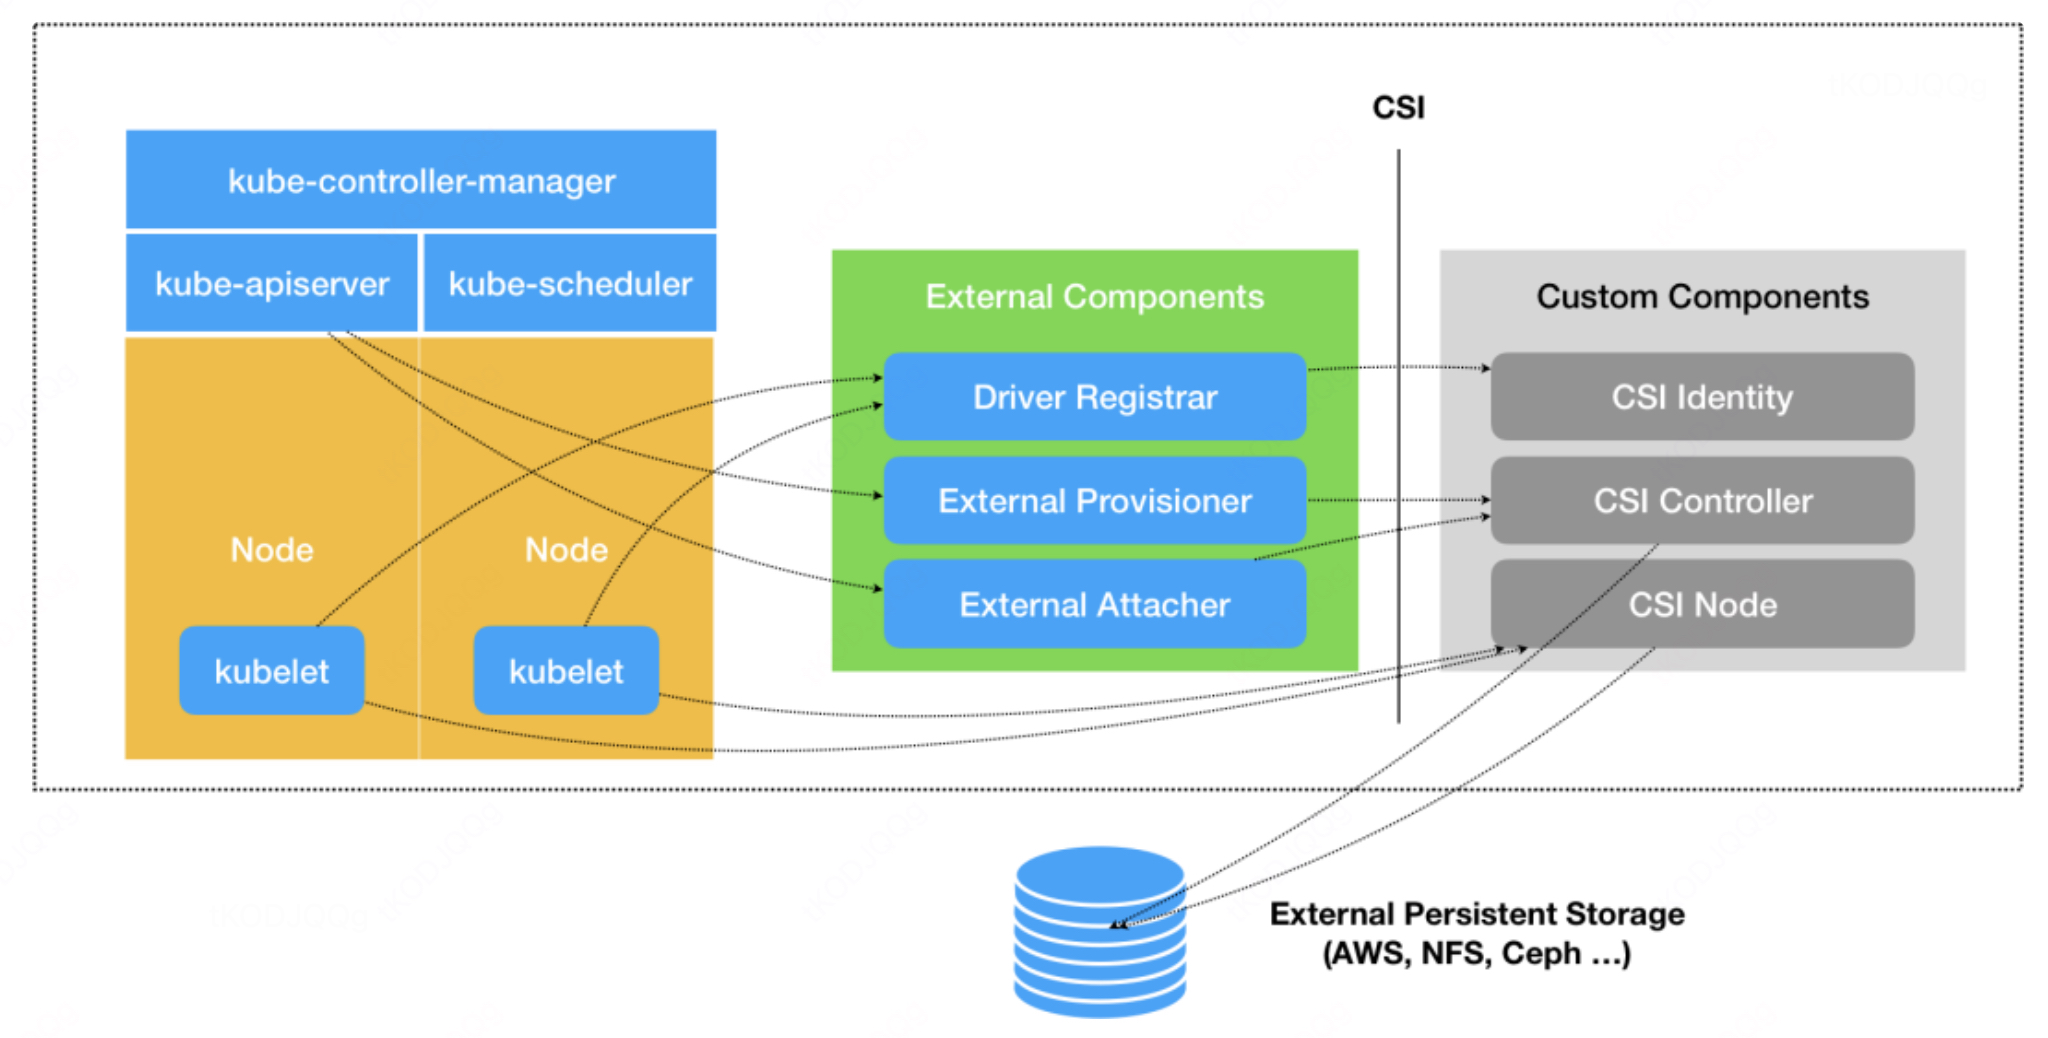 CSI
kube-controller-manager
kube-apiserver
kube-scheduler
External Components
Custom Components
Driver Registrar
CSI Identity
External Provisioner
CSI Controller
Node
Node
External Attacher
CSI Node
kubelet
kubelet
External Persistent Storage
(AWS, NFS, Ceph ...)